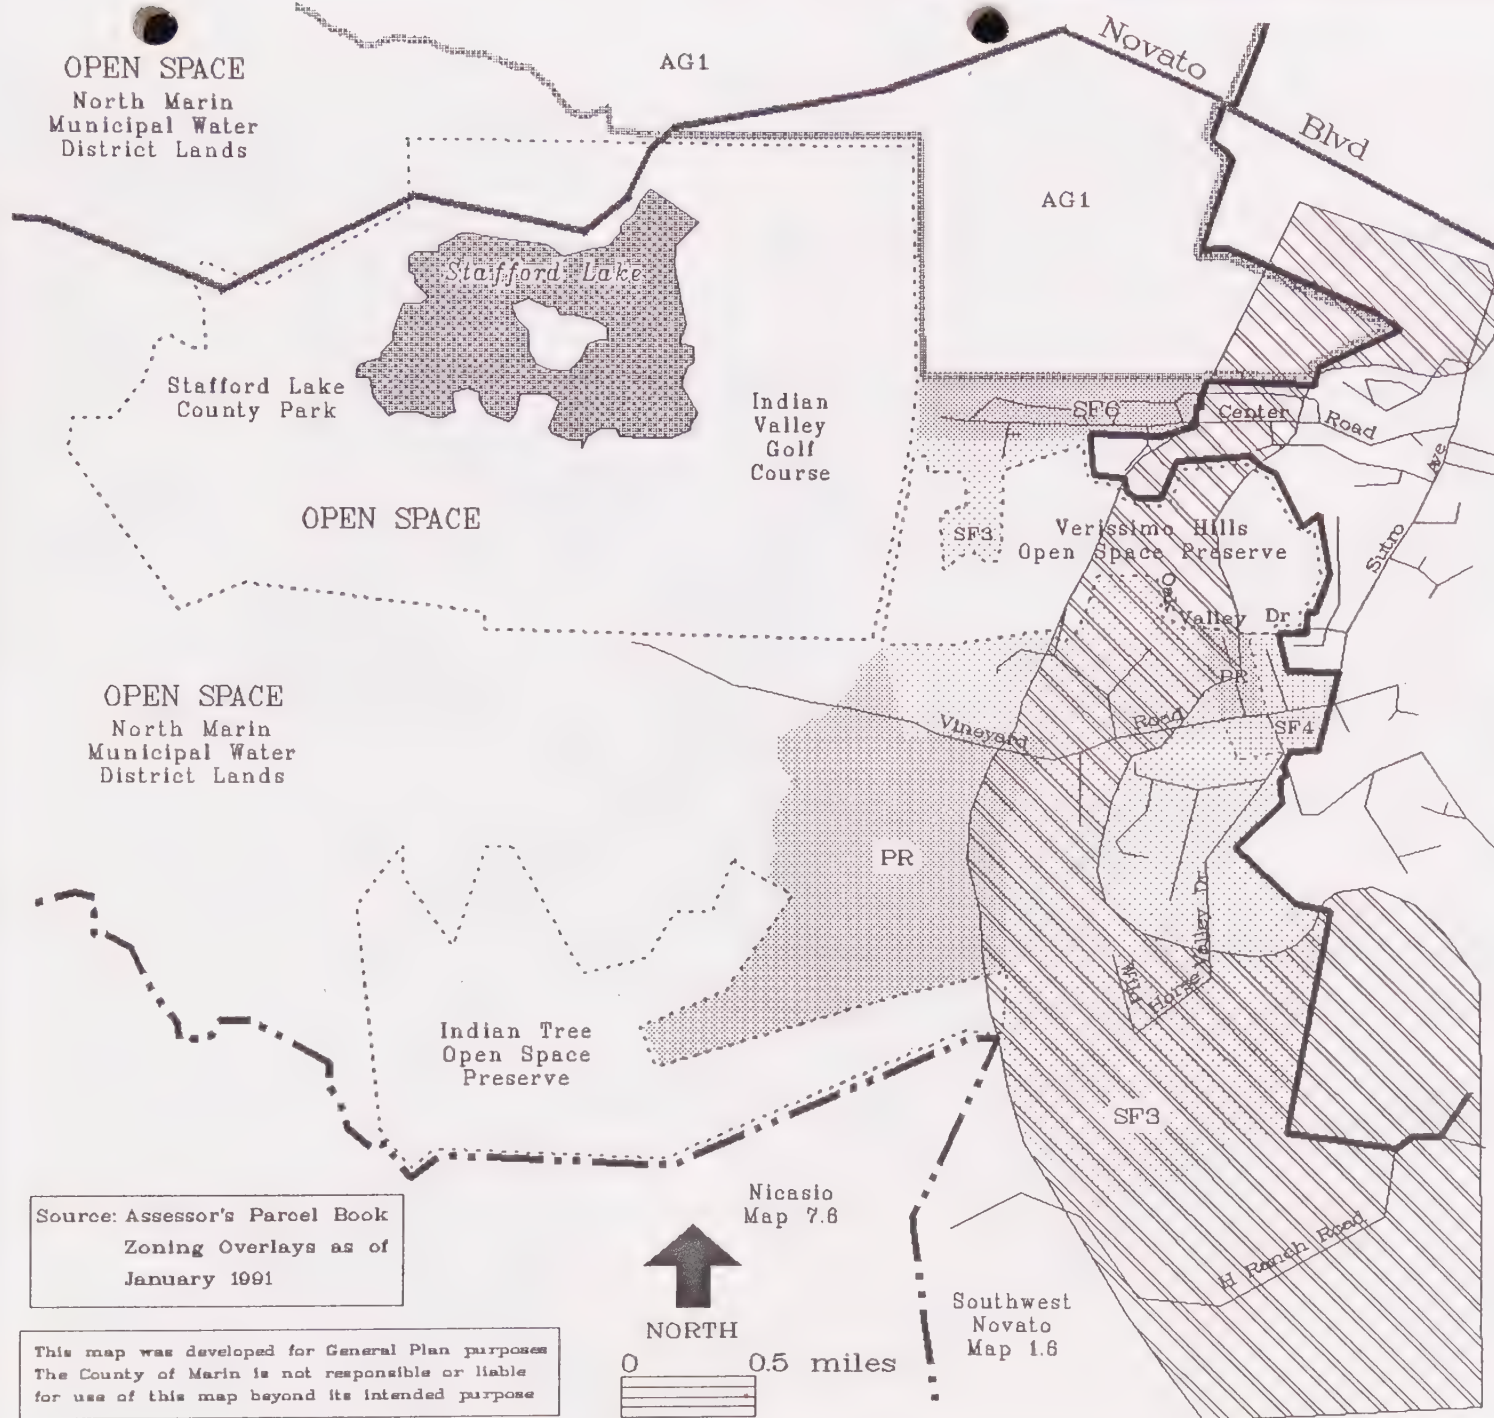 OPEN SPACE
North Marin
Municipal Water
District Lands
AG1
Novato
Blvd
AG1
Stafford Lake
Stafford Lake
County Park
Indian
Valley
Golf
Course
SF6
Center
Road
OPEN SPACE
SF3
Verissimo Hills
Open Space Preserve
Ave
Sutro
Oak
Valley Dr
PR
OPEN SPACE
North Marin
Municipal Water
District Lands
Vineyard
Road
SF4
PR
Wild
Horse Valley Dr
Indian Tree
Open Space
Preserve
SF3
H Ranch Road
Nicasio
Map 7.6
Source: Assessor's Parcel Book
Zoning Overlays as of
January 1991
Southwest
Novato
Map 1.6
NORTH
0 0.5 miles
This map was developed for General Plan purposes
The County of Marin is not responsible or liable
for use of this map beyond its intended purpose